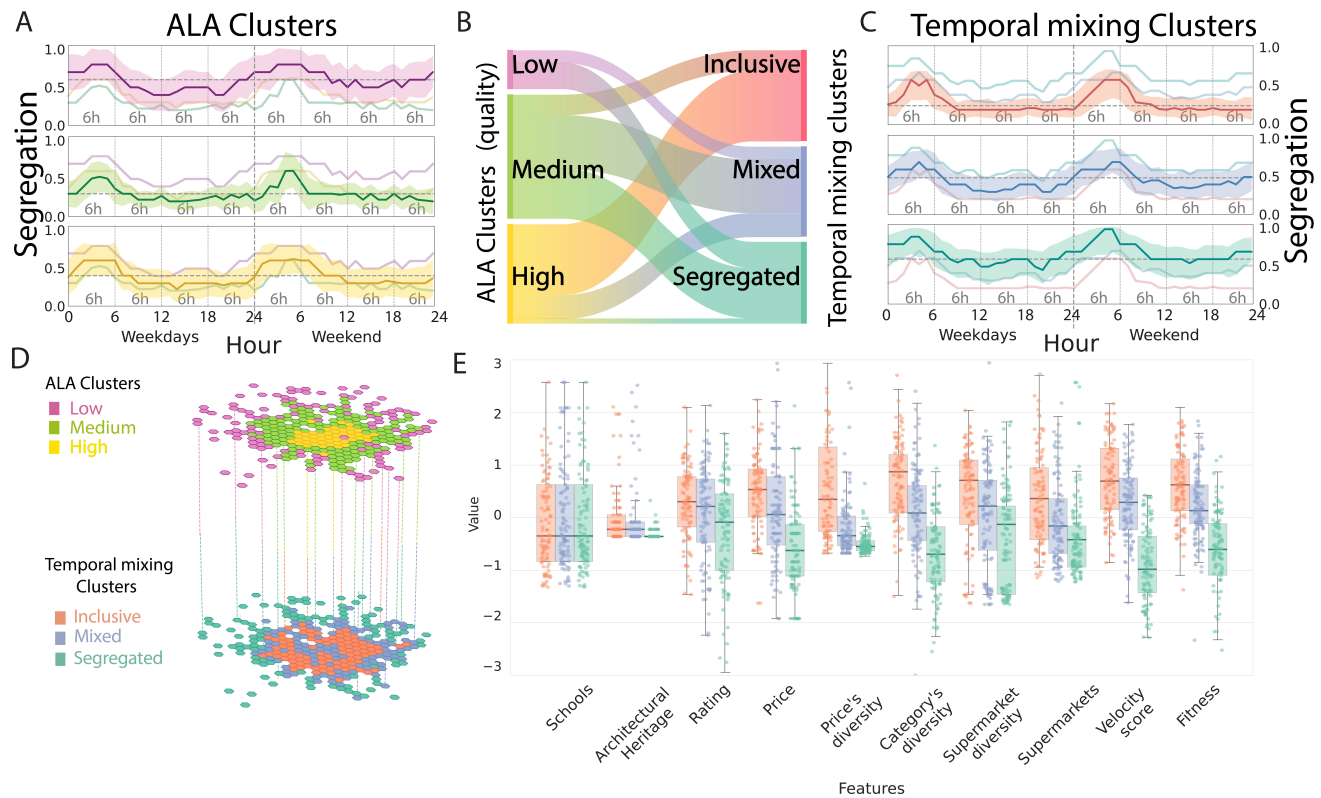 A
ALA Clusters
Segregation
1.0
0.5
0.0
6h 6h 6h 6h 6h 6h 6h 6h
1.0
0.5
0.0
6h 6h 6h 6h 6h 6h 6h 6h
1.0
0.5
0.0
6h 6h 6h 6h 6h 6h 6h 6h
0 6 12 18 24 6 12 18 24
Weekdays Weekend
Hour
B
ALA Clusters (quality)
Low
Medium
High
Inclusive
Mixed
Segregated
Temporal mixing clusters
C
Temporal mixing Clusters
1.0
0.5
0.0
6h 6h 6h 6h 6h 6h 6h 6h
1.0
0.5
0.0
6h 6h 6h 6h 6h 6h 6h 6h
1.0
0.5
0.0
6h 6h 6h 6h 6h 6h 6h 6h
Segregation
0 6 12 18 24 6 12 18 24
Weekdays Weekend
Hour
D
ALA Clusters
Low
Medium
High
Temporal mixing
Clusters
Inclusive
Mixed
Segregated
E
Value
3
2
1
0
−1
−2
−3
Schools
Architectural
Heritage
Rating
Price
Price's
diversity
Category's
diversity
Supermarket
diversity
Supermarkets
Velocity
score
Fitness
Features